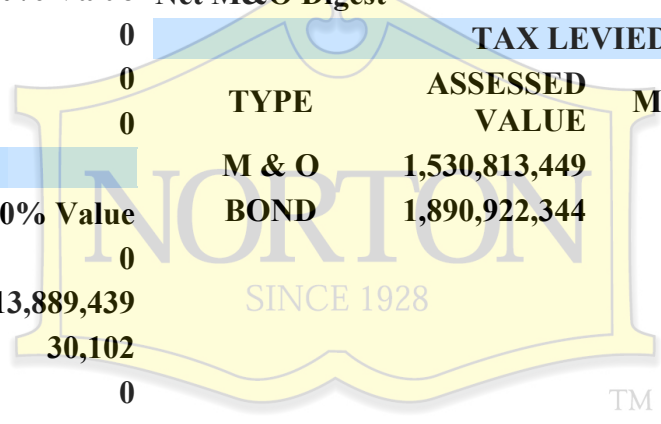 Net M&O Digest
0
TAX LEVIED
0
0
TYPE
ASSESSED
VALUE
M & O
1,530,813,449
0% Value
BOND
1,890,922,344
0
13,889,439
30,102
0
NORTON
SINCE 1928
TM